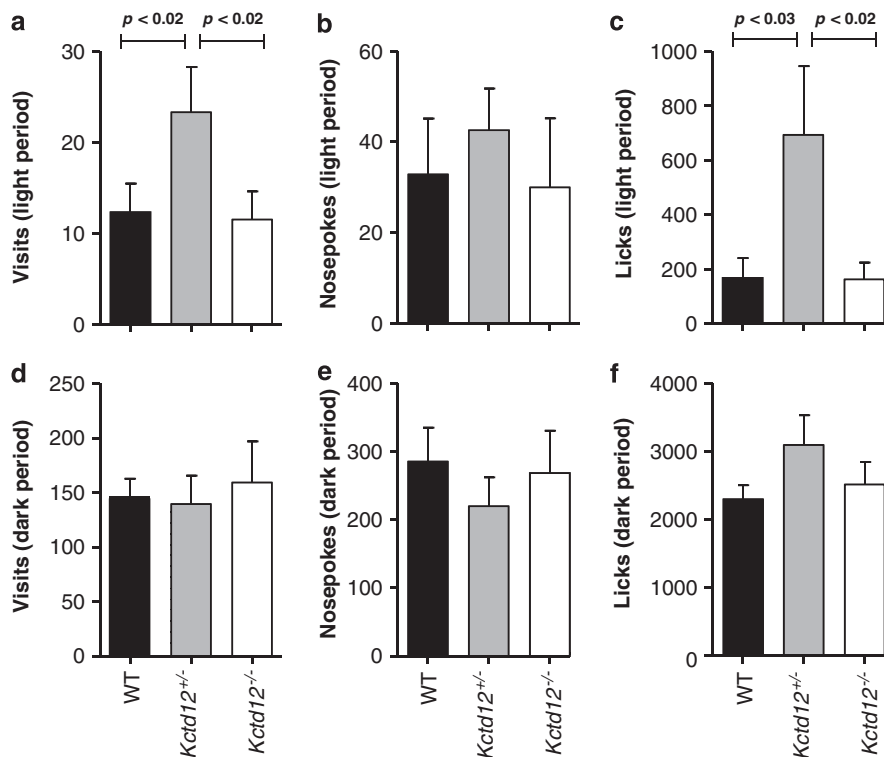 a
p < 0.02 p < 0.02
Visits (light period)
30
20
10
0
b
Nosepokes (light period)
60
40
20
0
c
p < 0.03 p < 0.02
Licks (light period)
1000
800
600
400
200
0
d
Visits (dark period)
250
200
150
100
50
0
WT
Kctd12+/-
Kctd12-/-
e
Nosepokes (dark period)
400
300
200
100
0
WT
Kctd12+/-
Kctd12-/-
f
Licks (dark period)
4000
3000
2000
1000
0
WT
Kctd12+/-
Kctd12-/-